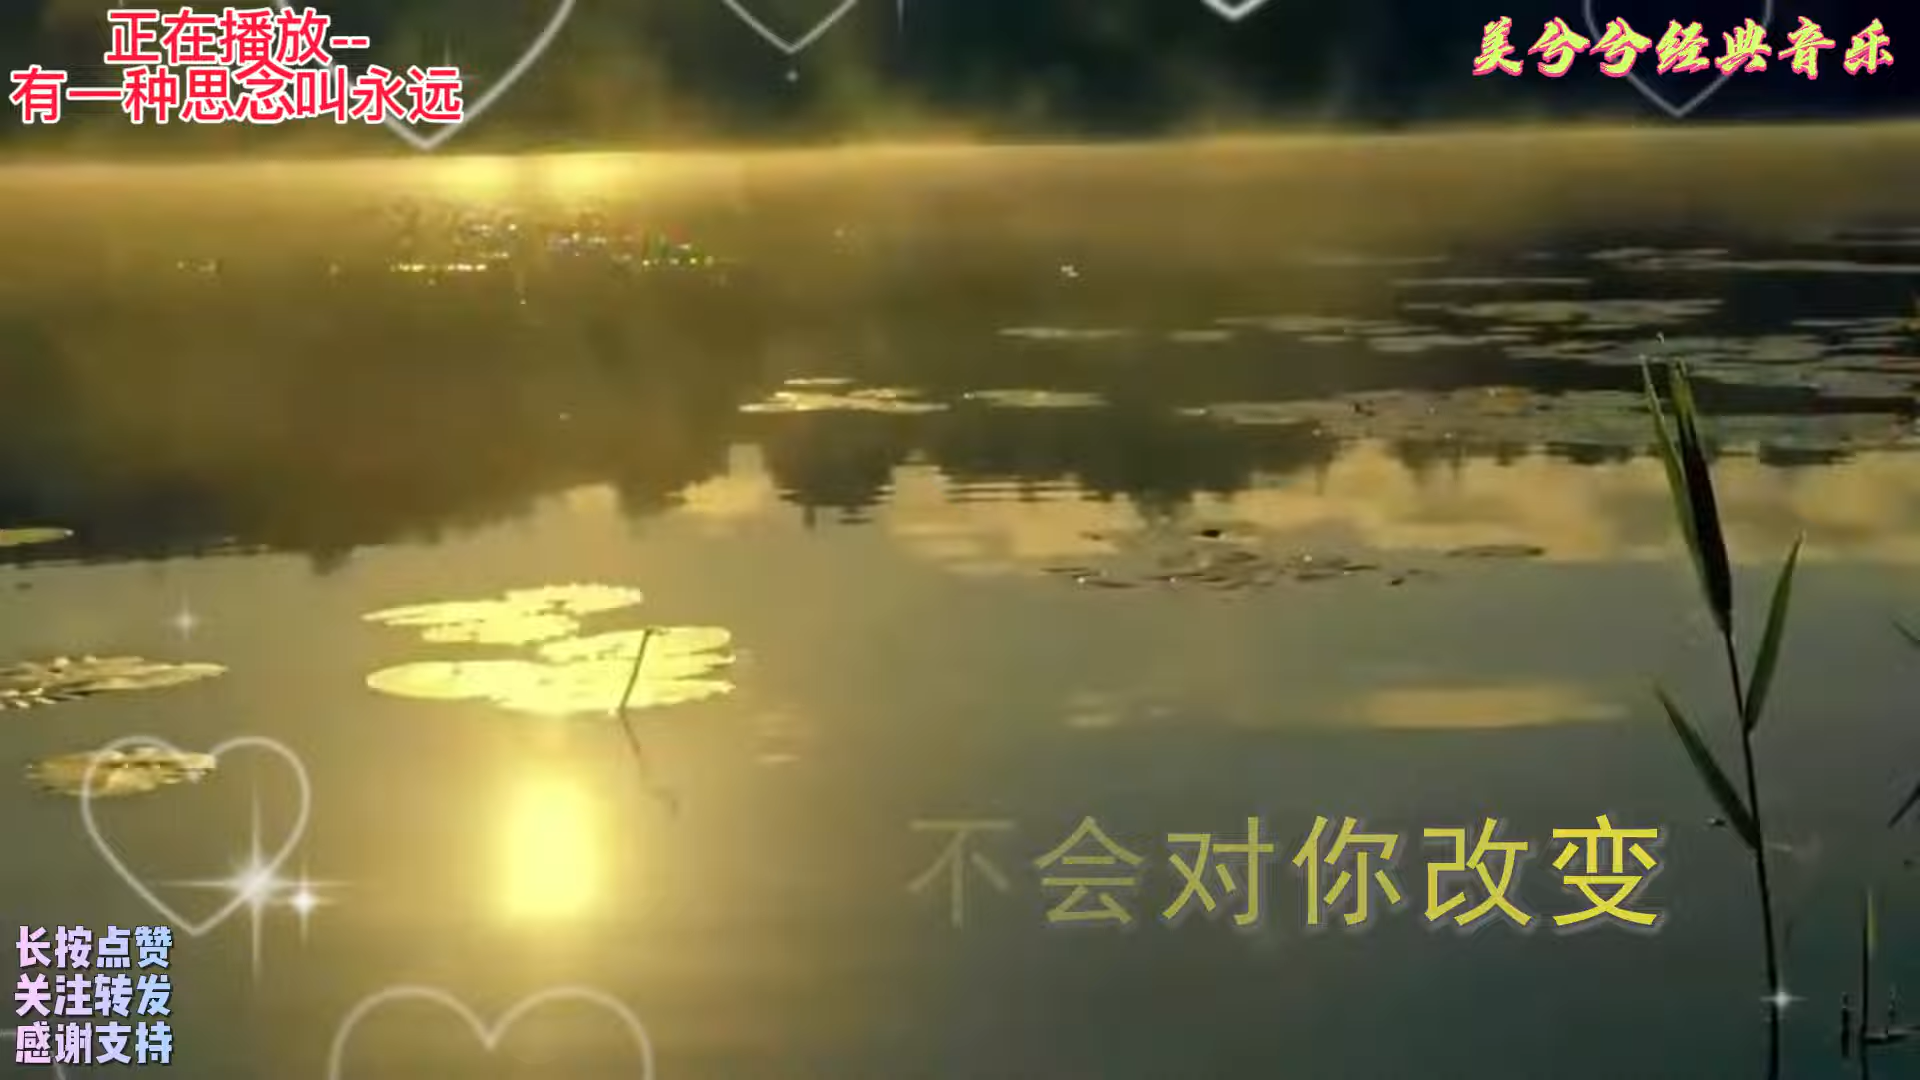 正在播放--
有一种思念叫永远
美兮兮经典音乐
不会对你改变
长按点赞
关注转发
感谢支持